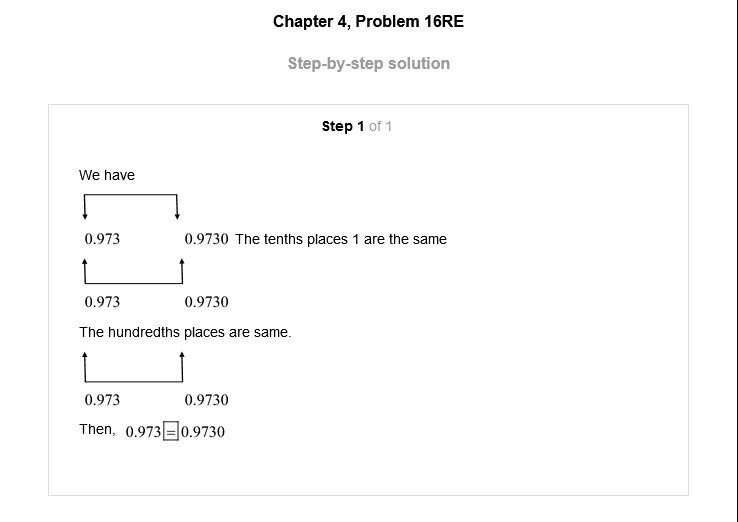 Chapter 4, Problem 16RE
Step-by-step solution
Step 1 of 1
We have
0.973 0.9730 The tenths places 1 are the same
0.973 0.9730
The hundredths places are same.
0.973 0.9730
Then, 0.973 = 0.9730